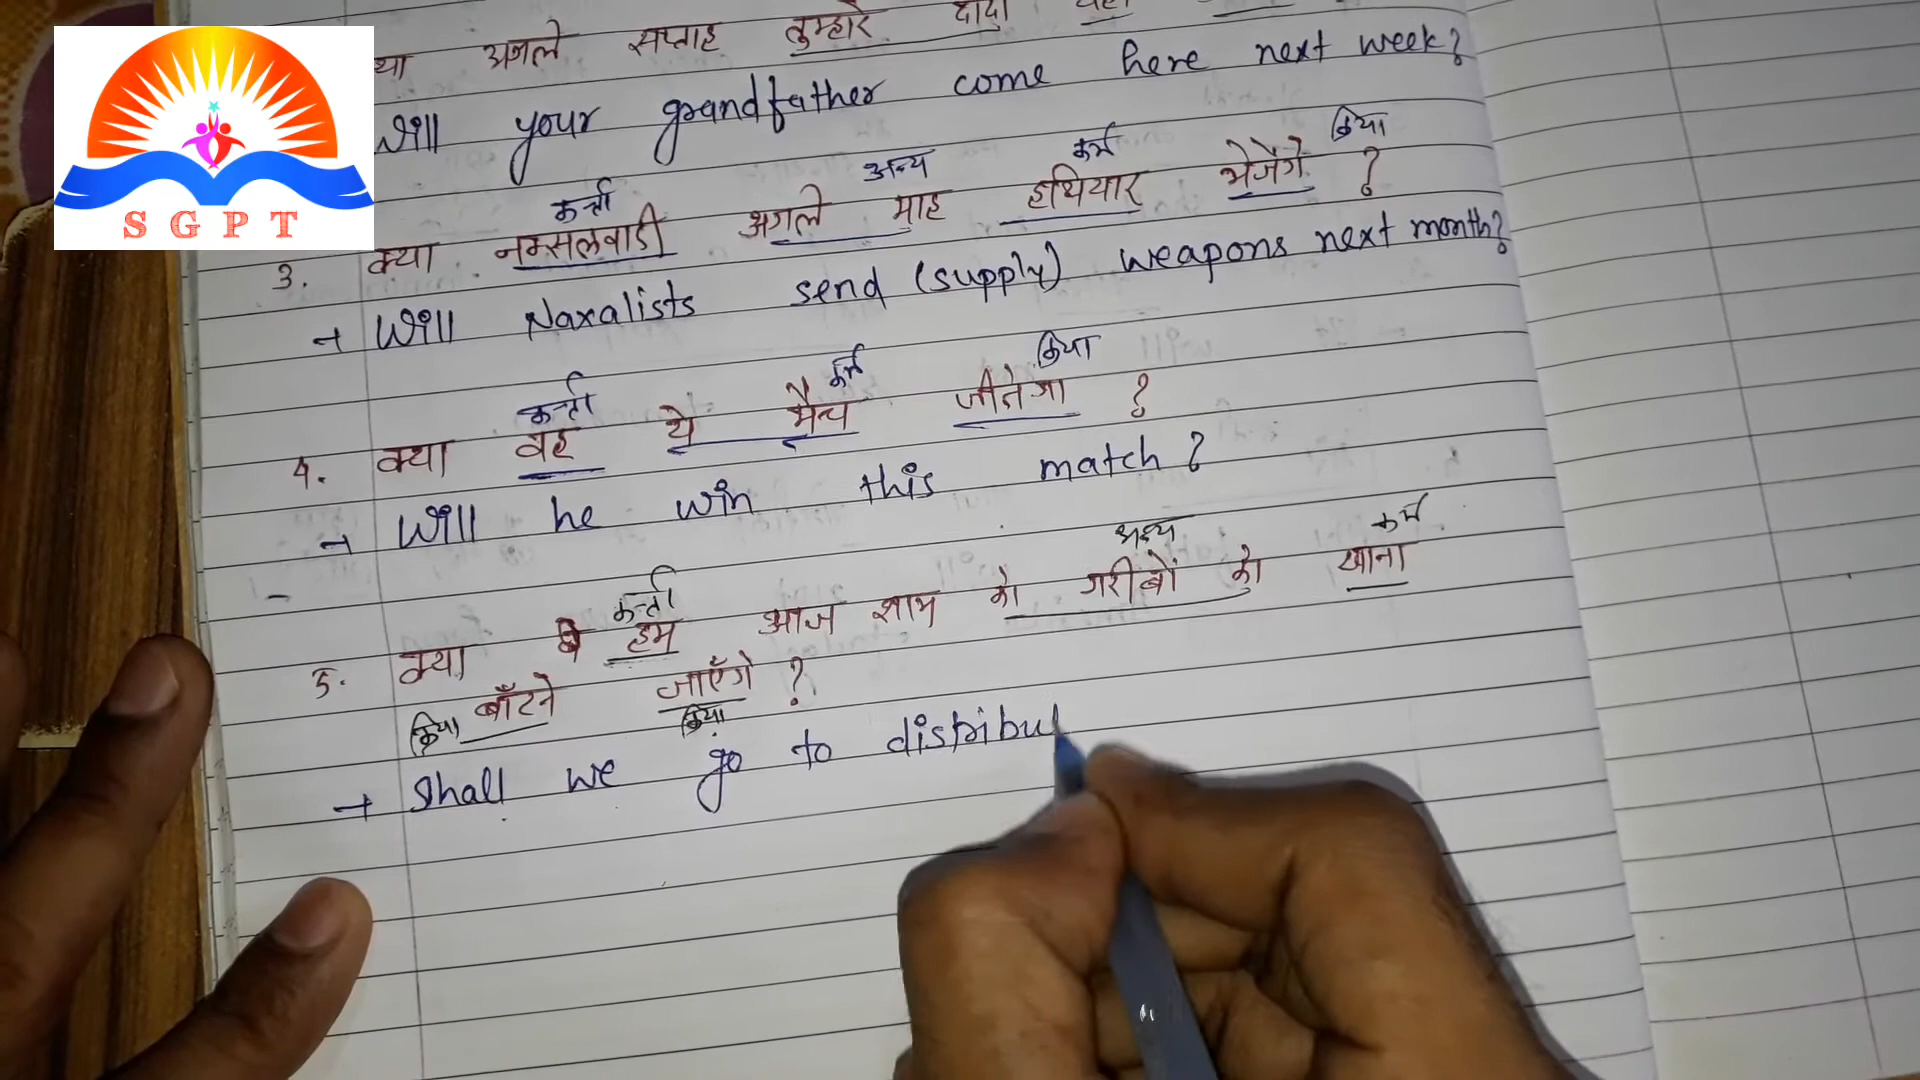 अगले सप्ताह तुम्हारे दादा
Will your grandfather come here next week?
कर्त्ता अन्य कर्म क्रिया
3. क्या नक्सलवादी अगले माह हथियार भेजेंगे ?
→ Will Naxalists send (supply) weapons next month?
कर्त्ता कर्म क्रिया
4. क्या वह ये मैच जीतेगा ?
→ Will he win this match?
कर्त्ता अन्य कर्म
5. क्या हम आज शाम को गरीबों को खाना
क्रिया बाँटने जाएँगे ?
क्रिया
→ Shall we go to distribu
SGPT